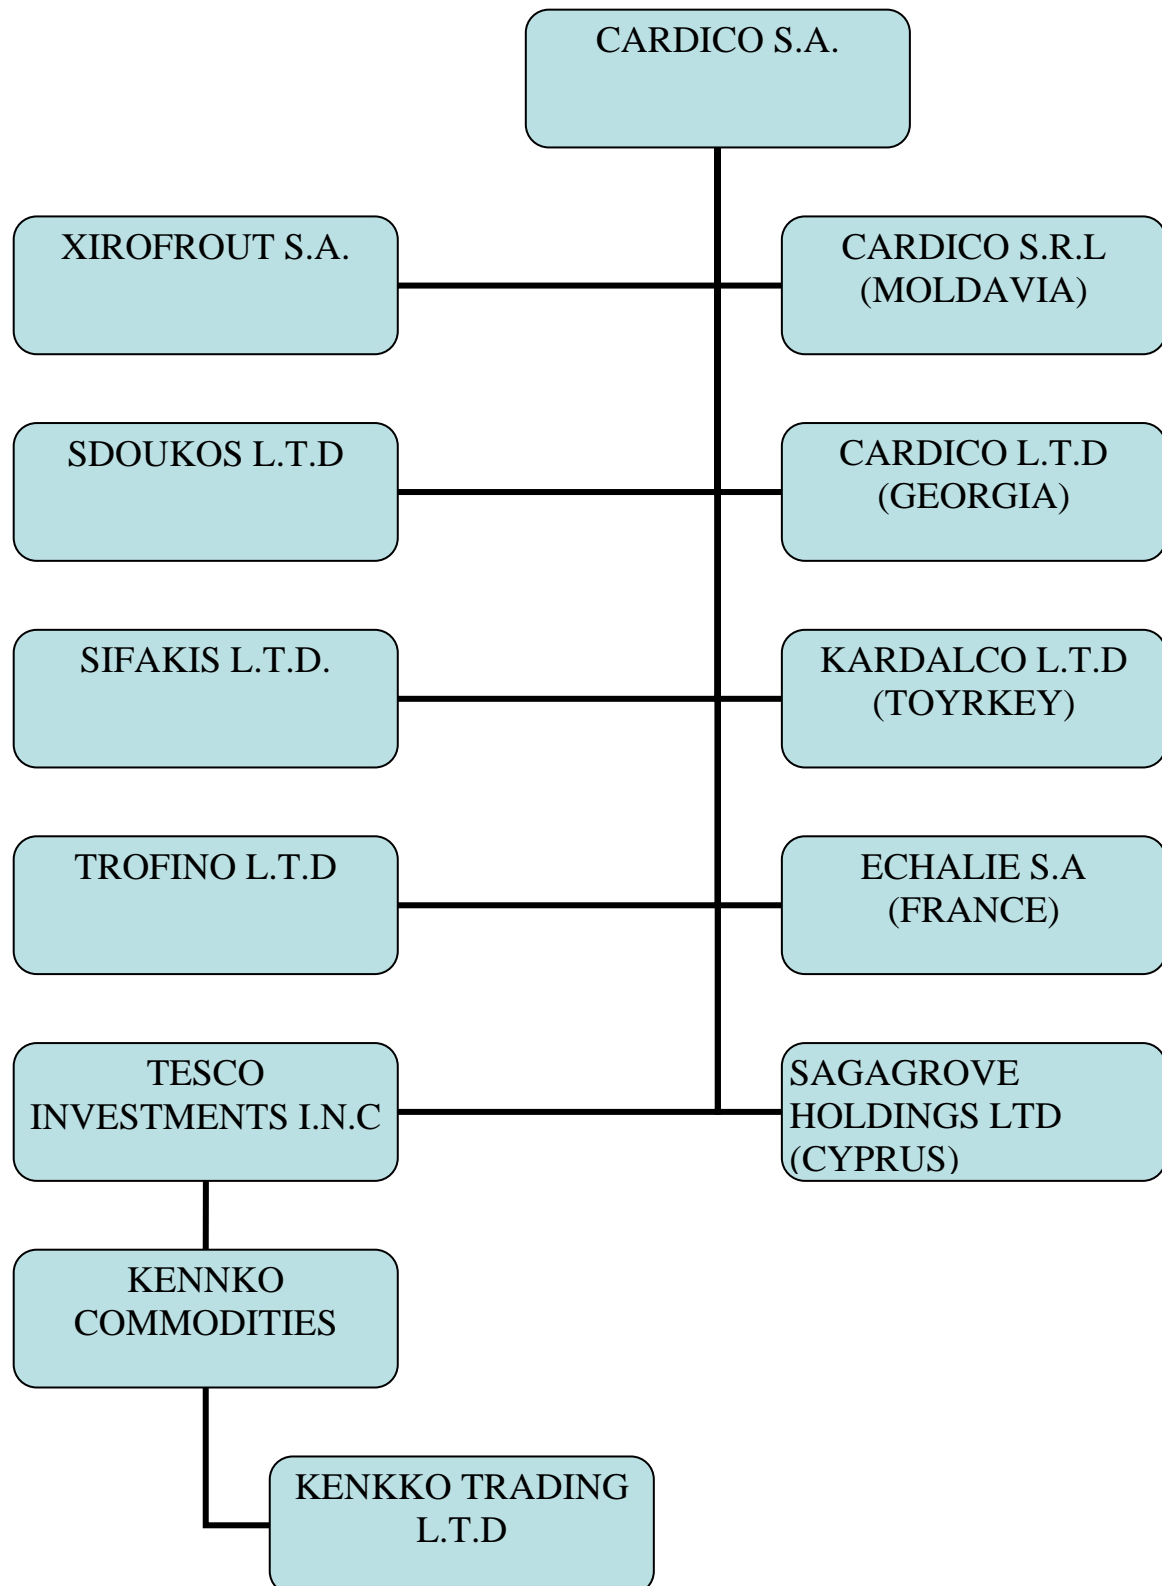 CARDICO S.A.
XIROFROUT S.A.
CARDICO S.R.L
(MOLDAVIA)
SDOUKOS L.T.D
CARDICO L.T.D
(GEORGIA)
SIFAKIS L.T.D.
KARDALCO L.T.D
(TOYRKEY)
TROFINO L.T.D
ECHALIE S.A
(FRANCE)
TESCO
INVESTMENTS I.N.C
SAGAGROVE
HOLDINGS LTD
(CYPRUS)
KENNKO
COMMODITIES
KENKKO TRADING
L.T.D